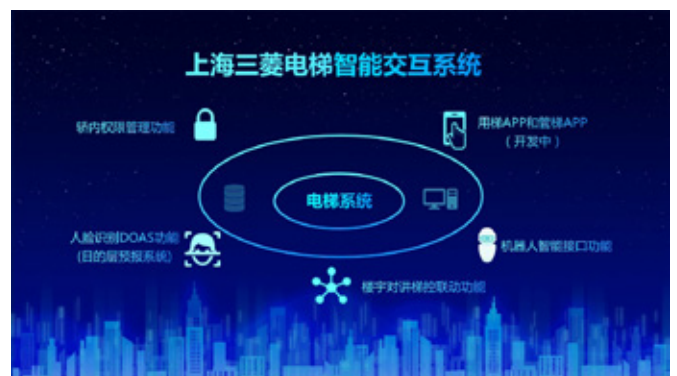 上海三菱电梯智能交互系统
轿内权限管理功能
用梯APP和管梯APP
（开发中）
电梯系统
人脸识别DOAS功能
(目的层预报系统)
机器人智能接口功能
楼宇对讲梯控联动功能